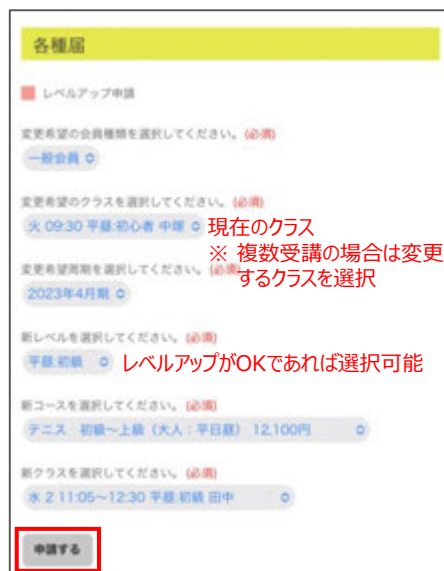 各種届
レベルアップ申請
変更希望の会員種類を選択してください。(必須)
一般会員
変更希望のクラスを選択してください。(必須)
火 09:30 平昼:初心者 中塚 現在のクラス
※ 複数受講の場合は変更
変更希望周期を選択してください。(必須)
するクラスを選択
2023年4月期
新レベルを選択してください。(必須)
平昼:初級 レベルアップがOKであれば選択可能
新コースを選択してください。(必須)
テニス 初級～上級（大人：平日昼） 12,100円
新クラスを選択してください。(必須)
水 2 11:05～12:30 平昼:初級 田中
申請する